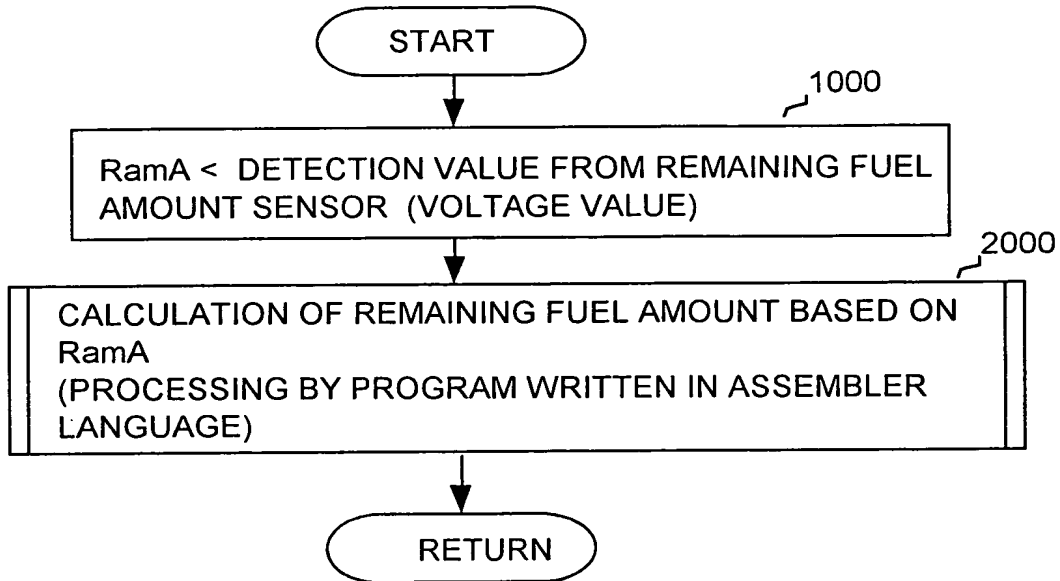 START
1000
RamA < DETECTION VALUE FROM REMAINING FUEL
AMOUNT SENSOR (VOLTAGE VALUE)
2000
CALCULATION OF REMAINING FUEL AMOUNT BASED ON
RamA
(PROCESSING BY PROGRAM WRITTEN IN ASSEMBLER
LANGUAGE)
RETURN